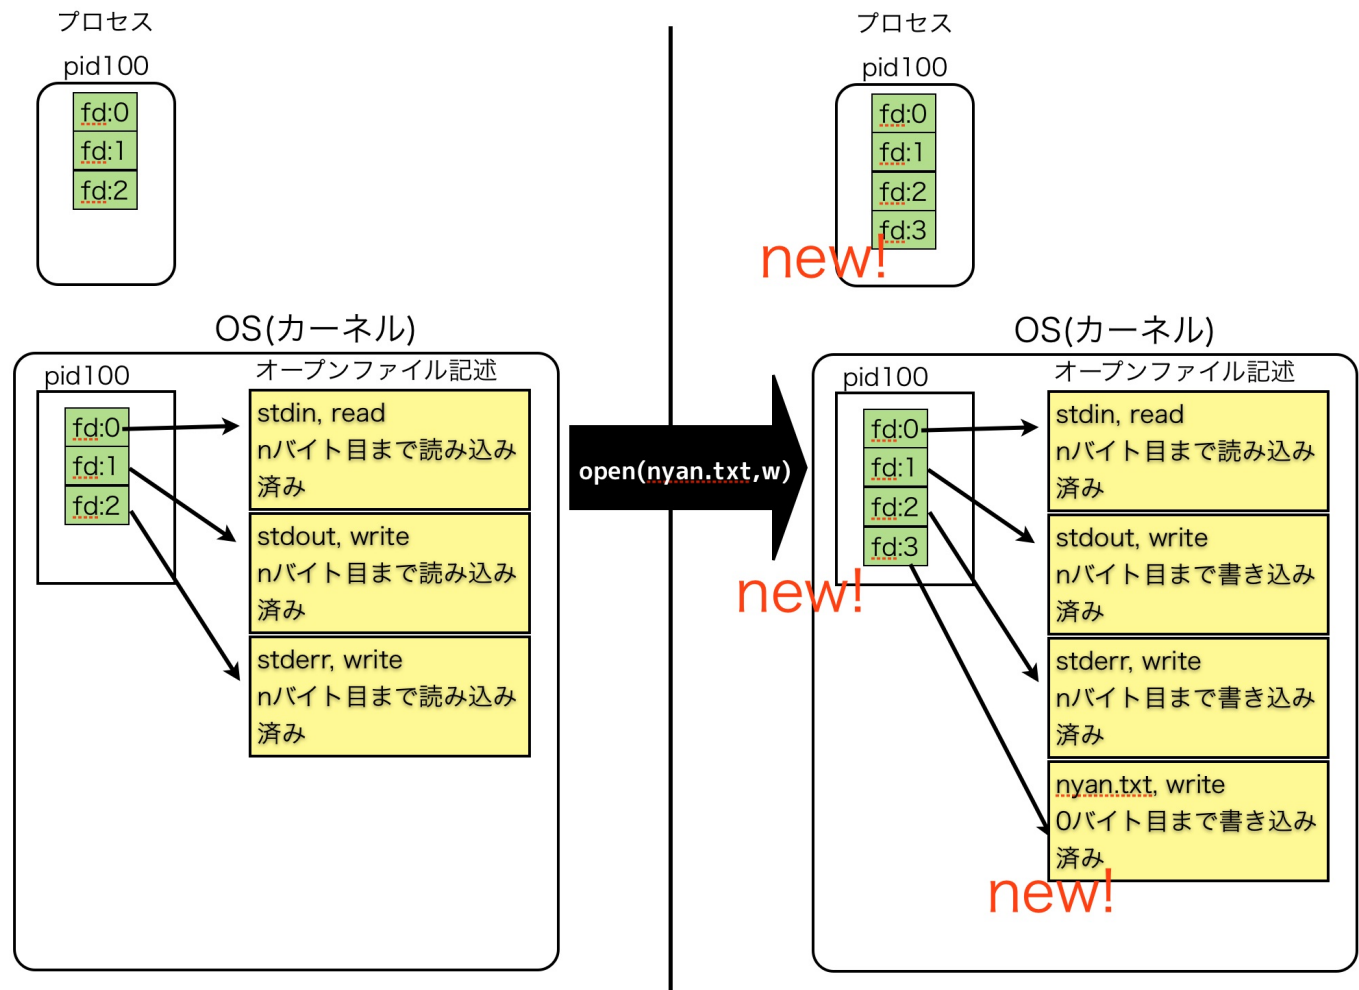 プロセス
pid100
fd:0
fd:1
fd:2
OS(カーネル)
pid100
オープンファイル記述
fd:0
fd:1
fd:2
stdin, read
nバイト目まで読み込み
済み
stdout, write
nバイト目まで読み込み
済み
stderr, write
nバイト目まで読み込み
済み
open(nyan.txt,w)
プロセス
pid100
fd:0
fd:1
fd:2
fd:3
new!
OS(カーネル)
pid100
オープンファイル記述
fd:0
fd:1
fd:2
fd:3
new!
stdin, read
nバイト目まで読み込み
済み
stdout, write
nバイト目まで書き込み
済み
stderr, write
nバイト目まで書き込み
済み
nyan.txt, write
0バイト目まで書き込み
済み
new!